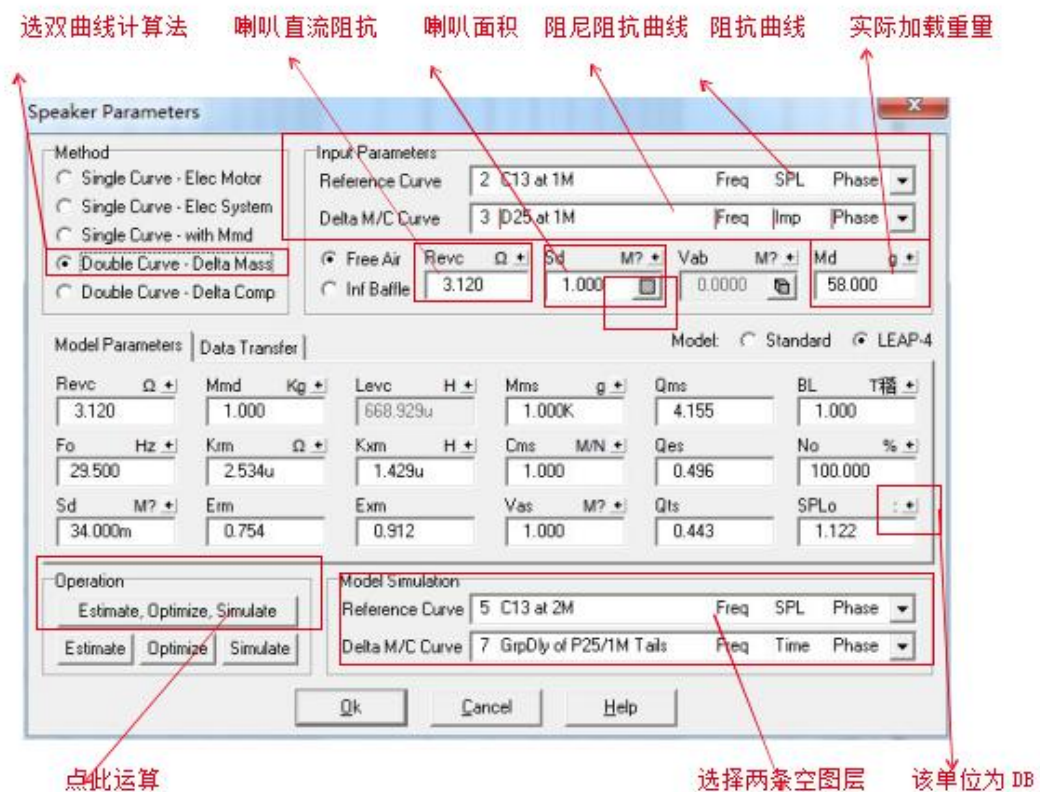 选双曲线计算法 喇叭直流阻抗 喇叭面积 阻尼阻抗曲线 阻抗曲线 实际加载重量
Speaker Parameters
Method
Single Curve - Elec Motor
Single Curve - Elec System
Single Curve - with Mmd
Double Curve - Delta Mass
Double Curve - Delta Comp
Input Parameters
Reference Curve 2 C13 at 1M Freq SPL Phase
Delta M/C Curve 3 D25 at 1M Freq Imp Phase
Free Air
Inf Baffle
Revc Ω Sd M? Vab M? Md g
3.120 1.000 0.0000 58.000
Model Parameters Data Transfer Model: Standard LEAP-4
Revc Ω Mmd Kg Levc H Mms g Qms BL T褔
3.120 1.000 668.929u 1.000K 4.155 1.000
Fo Hz Krm Ω Kxm H Cms M/N Qes No %
29.500 2.534u 1.429u 1.000 0.496 100.000
Sd M? Erm Exm Vas M? Qts SPLo :
34.000m 0.754 0.912 1.000 0.443 1.122
Operation
Estimate, Optimize, Simulate
Estimate Optimize Simulate
Model Simulation
Reference Curve 5 C13 at 2M Freq SPL Phase
Delta M/C Curve 7 GrpDly of P25/1M Tails Freq Time Phase
Ok Cancel Help
点此运算 选择两条空图层 该单位为 DB